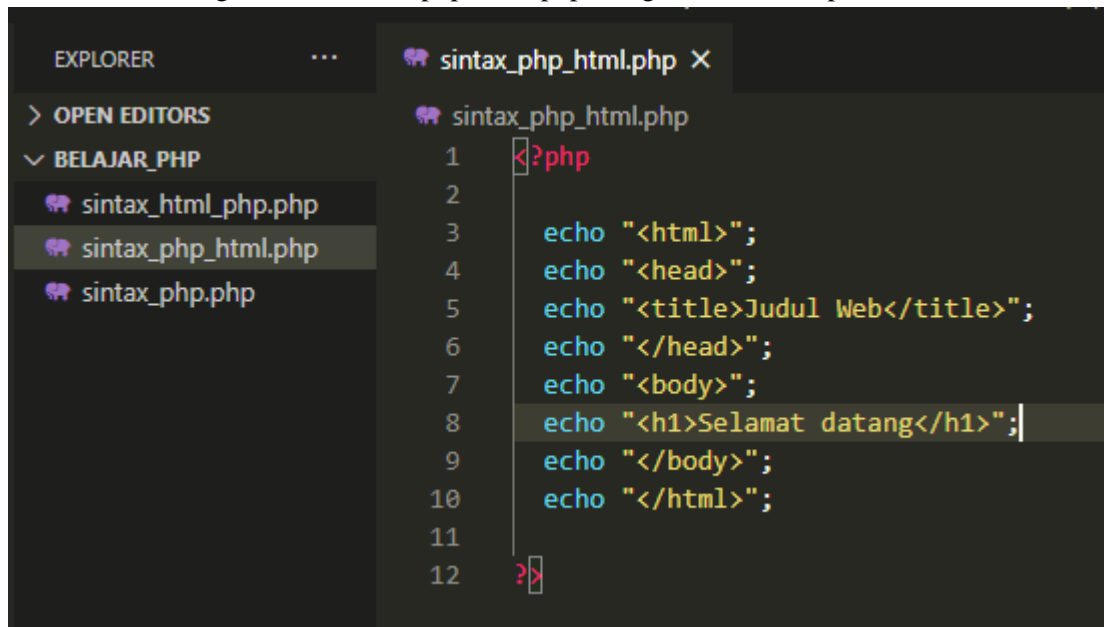 EXPLORER ...
> OPEN EDITORS
BELAJAR_PHP
sintax_html_php.php
sintax_php_html.php
sintax_php.php
sintax_php_html.php ×
sintax_php_html.php
1 <?php
2
3 echo "<html>";
4 echo "<head>";
5 echo "<title>Judul Web</title>";
6 echo "</head>";
7 echo "<body>";
8 echo "<h1>Selamat datang</h1>";
9 echo "</body>";
10 echo "</html>";
11
12 ?>